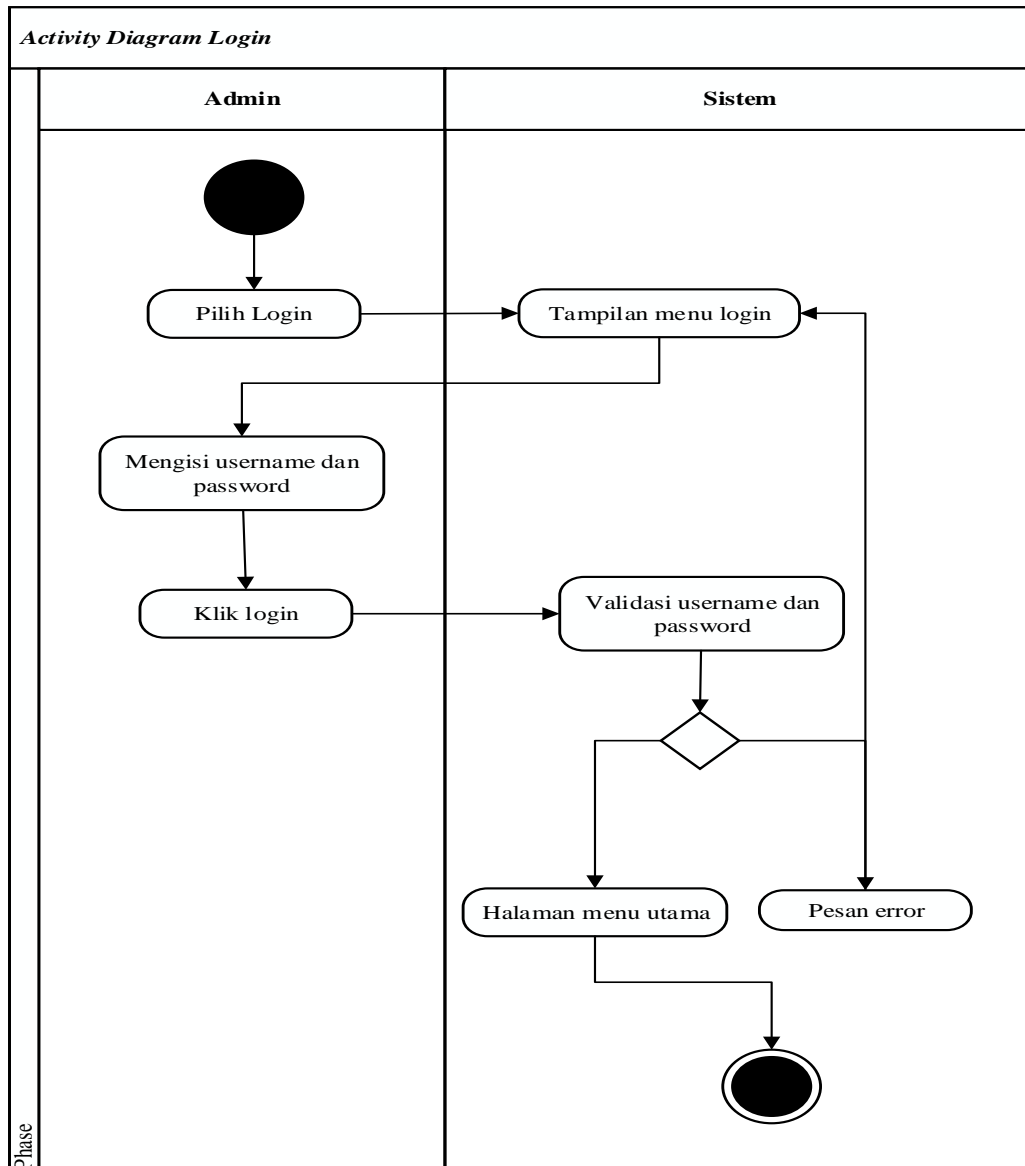 Activity Diagram Login
Admin
Sistem
Pilih Login
Tampilan menu login
Mengisi username dan
password
Klik login
Validasi username dan
password
Halaman menu utama
Pesan error
Phase